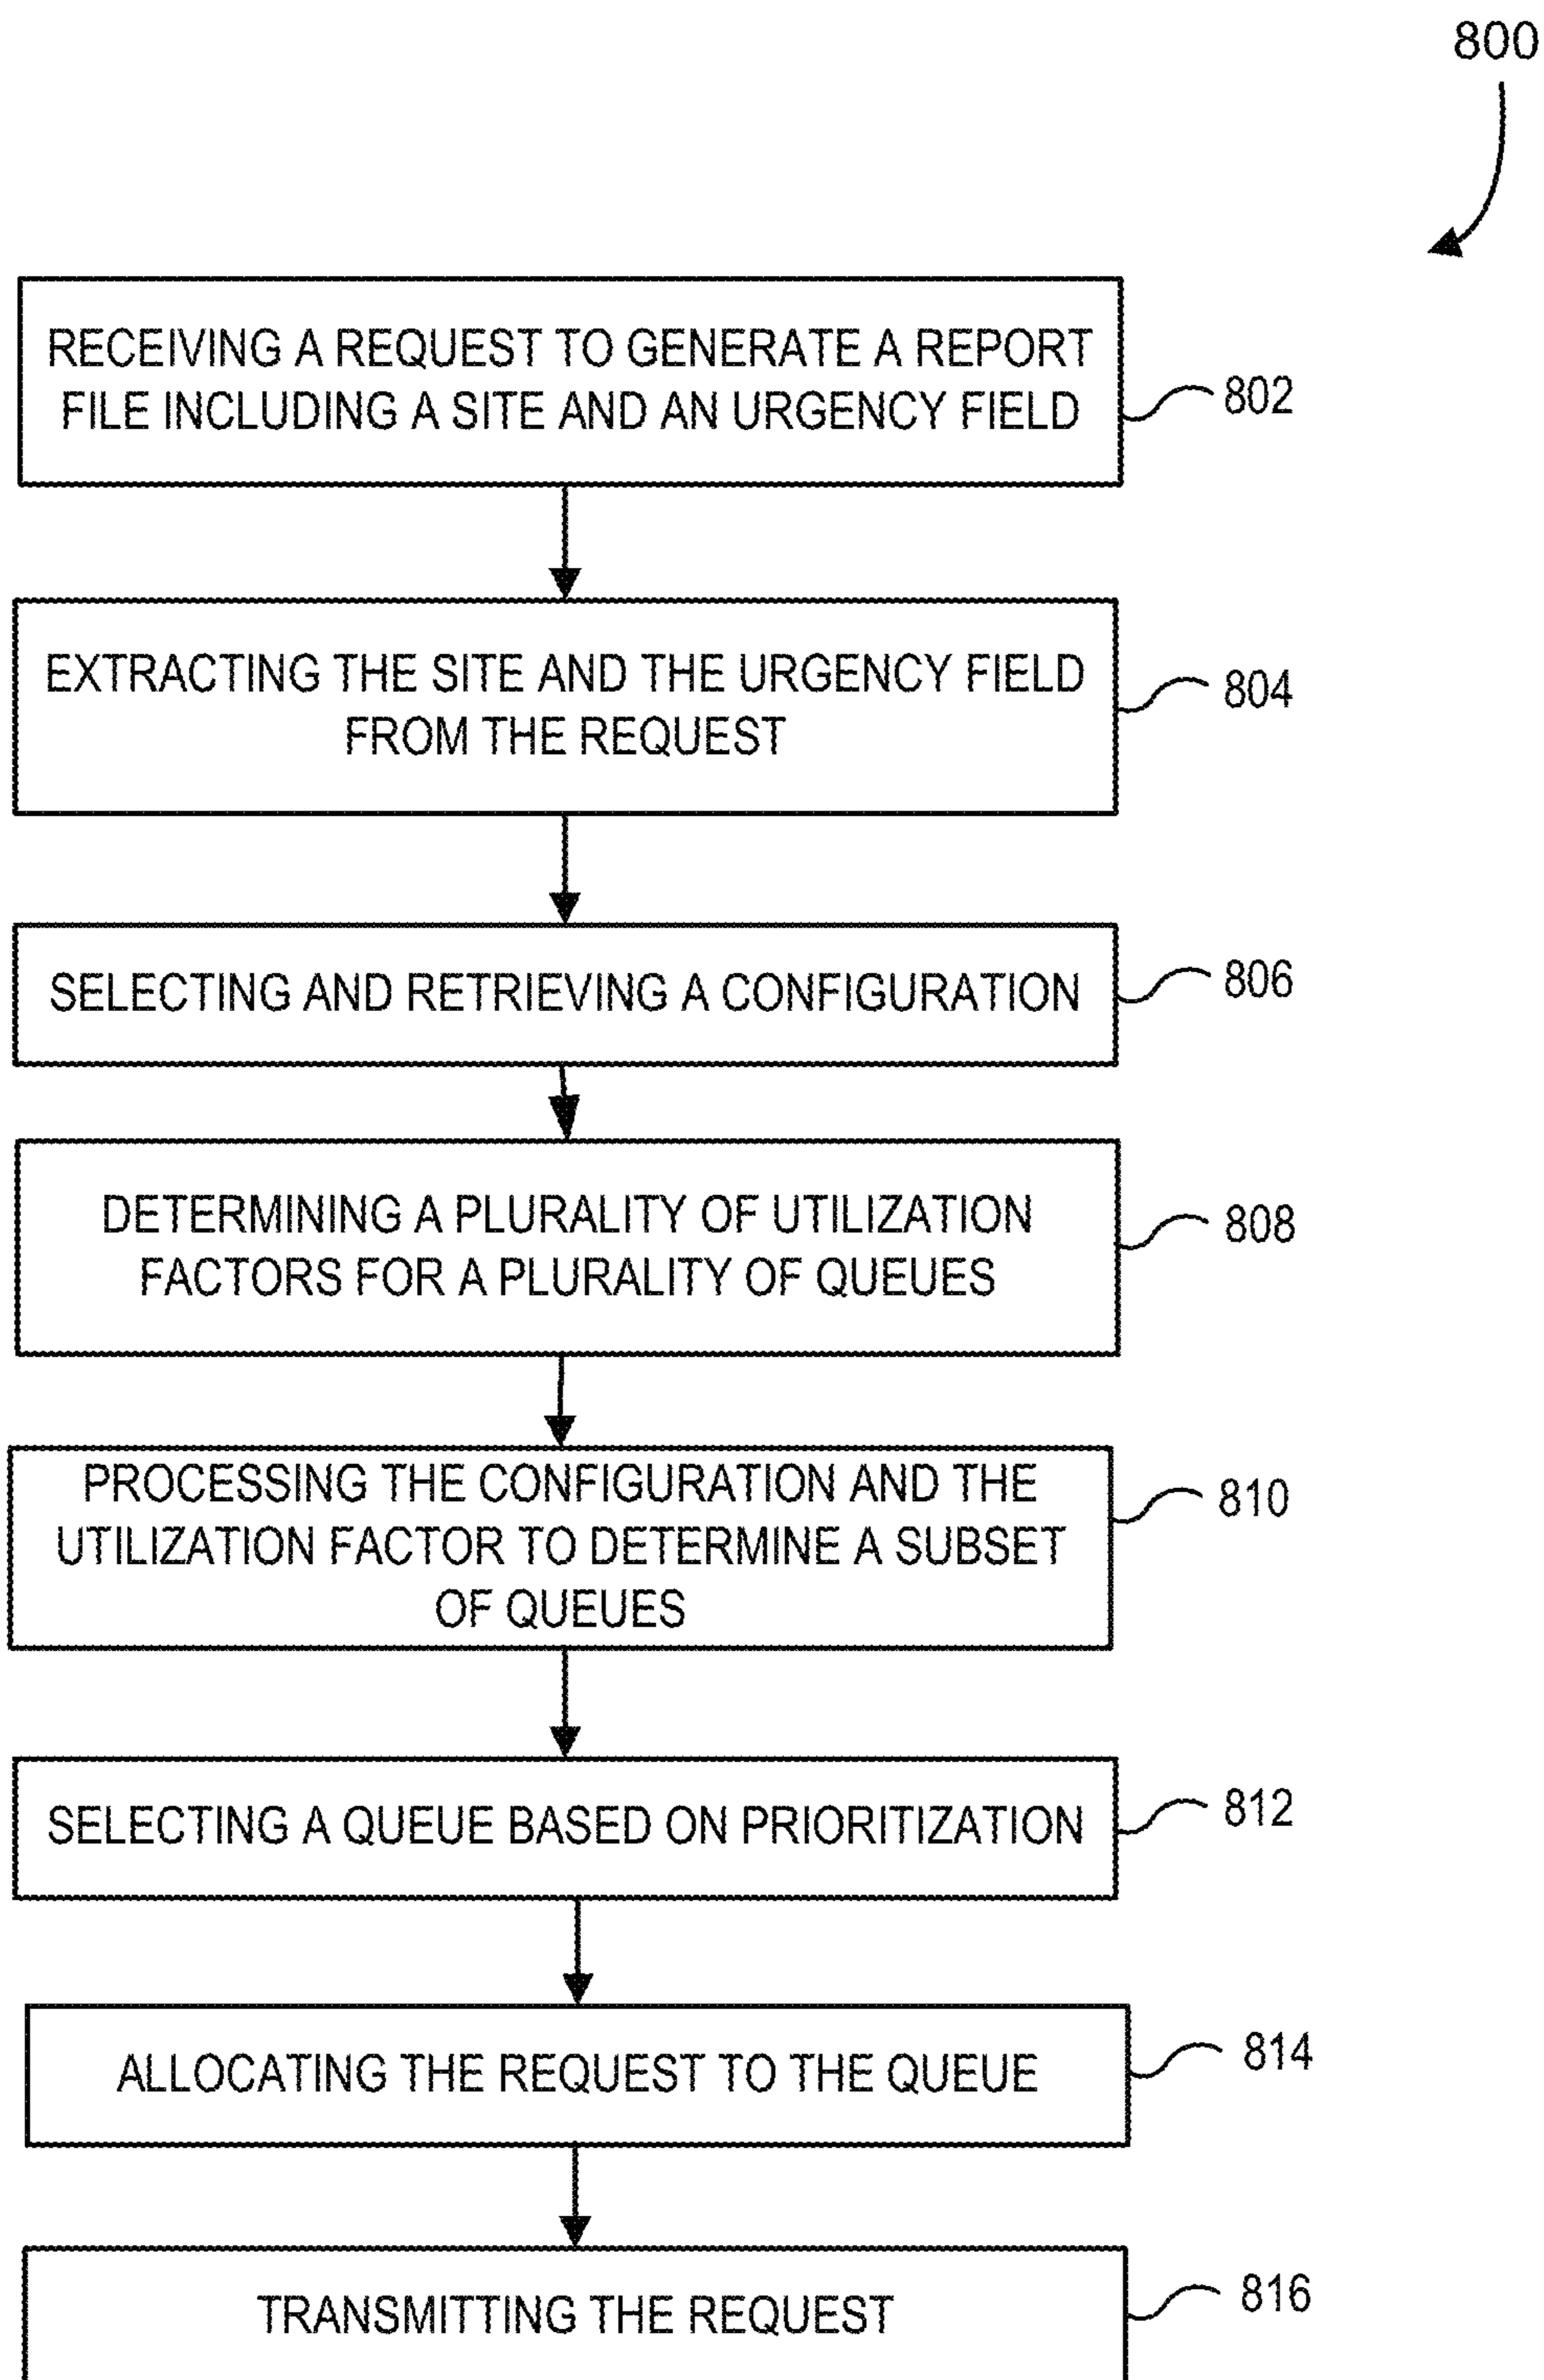 800
RECEIVING A REQUEST TO GENERATE A REPORT
FILE INCLUDING A SITE AND AN URGENCY FIELD
802
EXTRACTING THE SITE AND THE URGENCY FIELD
FROM THE REQUEST
804
SELECTING AND RETRIEVING A CONFIGURATION
806
DETERMINING A PLURALITY OF UTILIZATION
FACTORS FOR A PLURALITY OF QUEUES
808
PROCESSING THE CONFIGURATION AND THE
UTILIZATION FACTOR TO DETERMINE A SUBSET
OF QUEUES
810
SELECTING A QUEUE BASED ON PRIORITIZATION
812
ALLOCATING THE REQUEST TO THE QUEUE
814
TRANSMITTING THE REQUEST
816